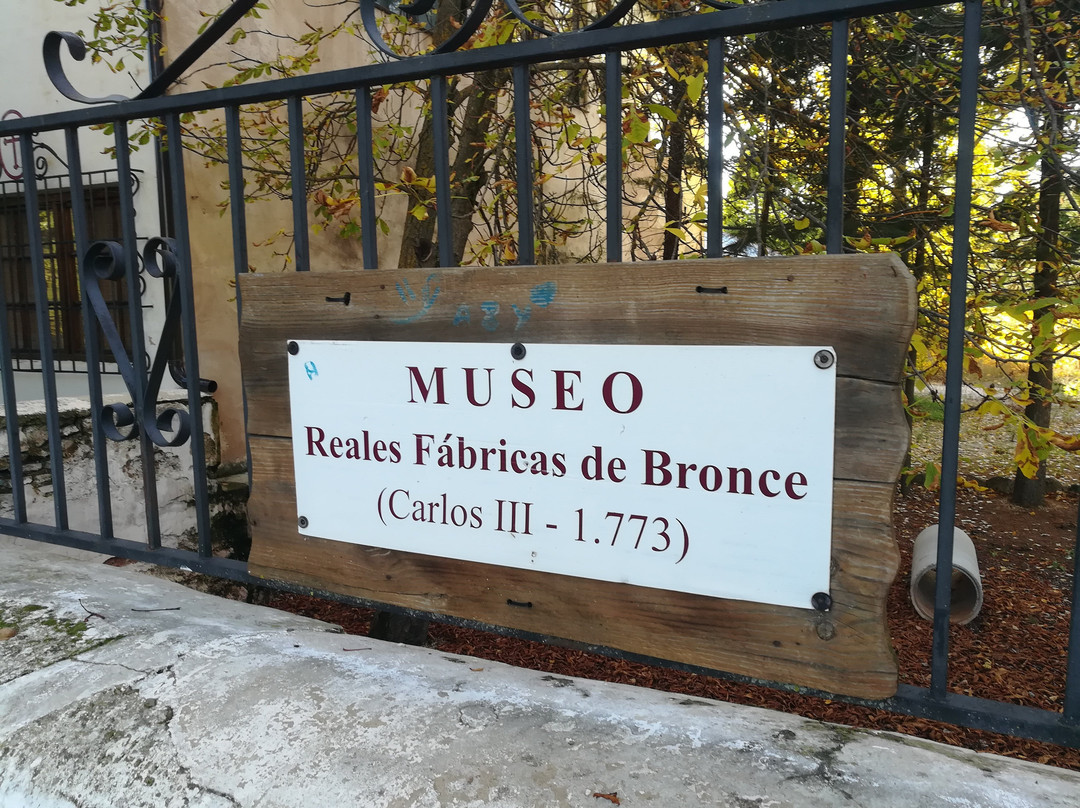 MUSEO
Reales Fábricas de Bronce
(Carlos III - 1.773)